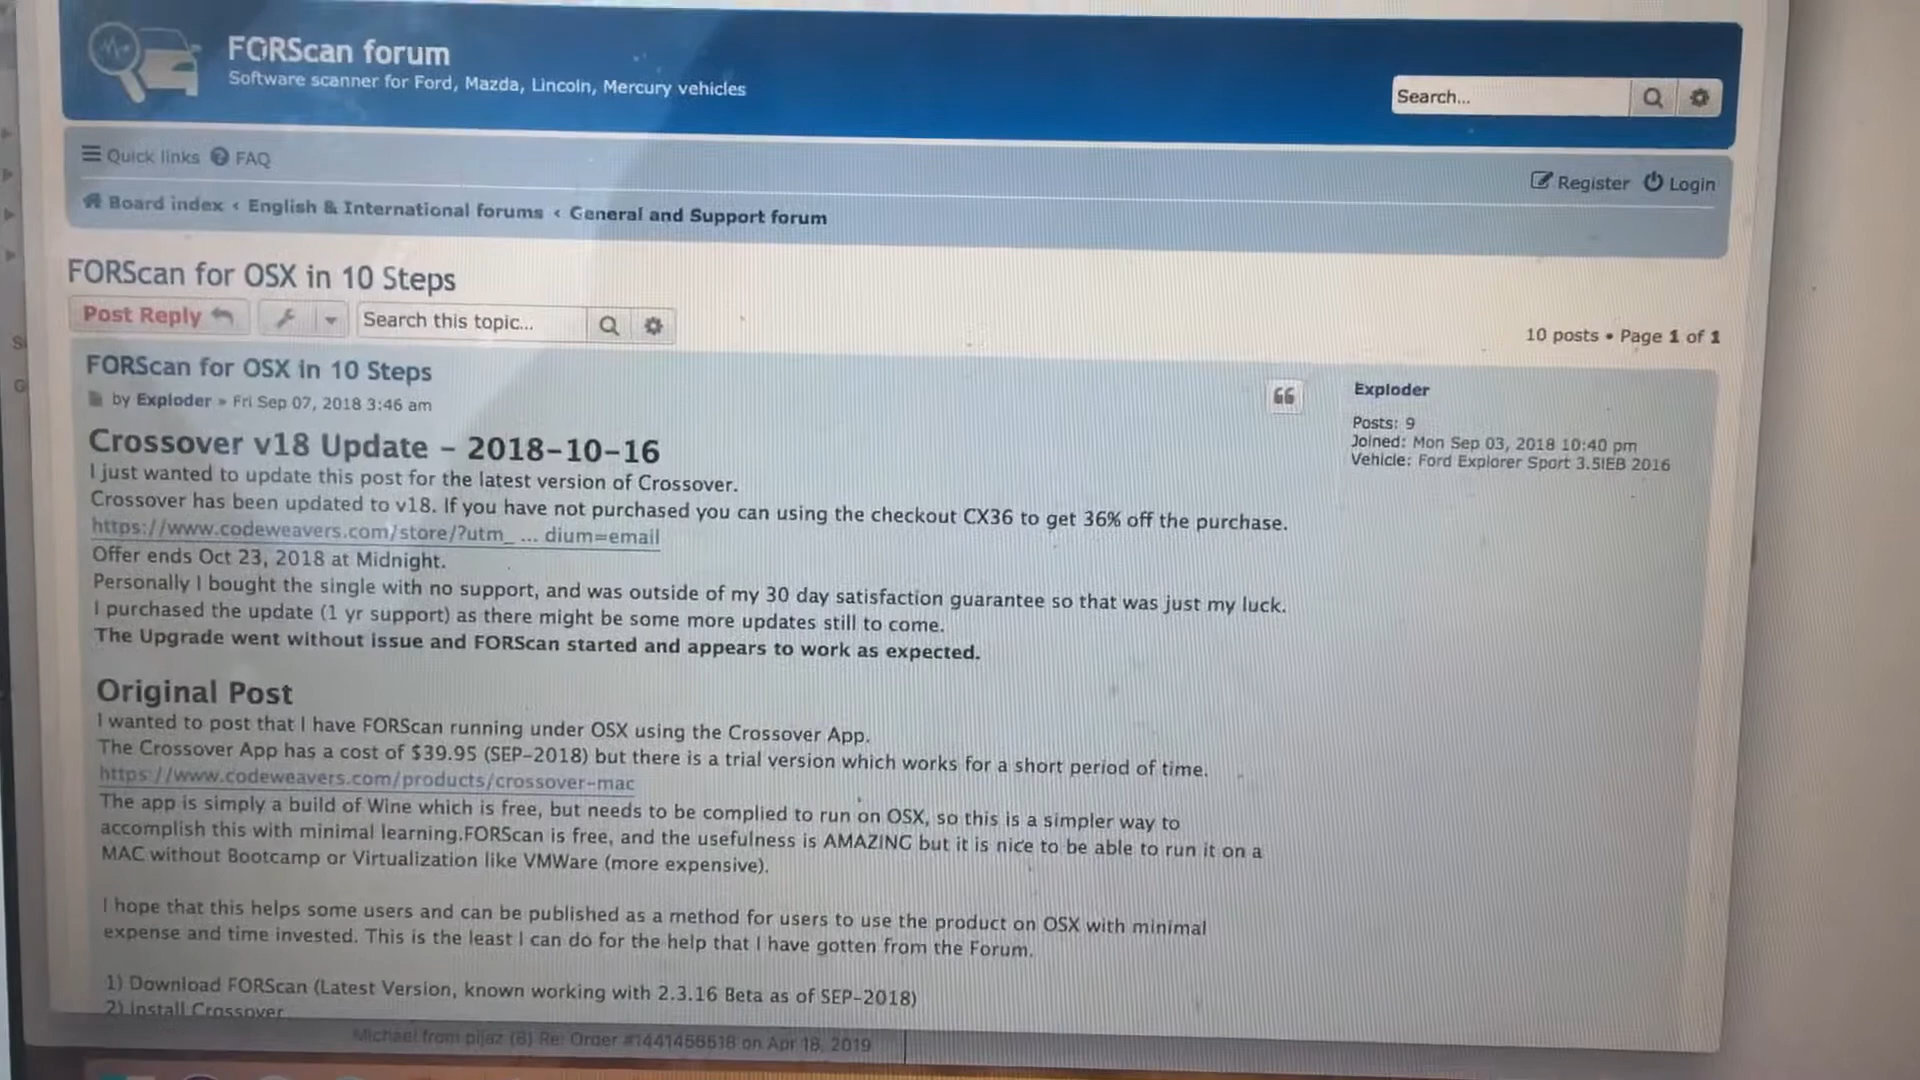 FORScan forum
Software scanner for Ford, Mazda, Lincoln, Mercury vehicles
Search...
Quick links FAQ
Register Login
Board index ‹ English & International forums ‹ General and Support forum
FORScan for OSX in 10 Steps
Post Reply
Search this topic...
10 posts • Page 1 of 1
FORScan for OSX in 10 Steps
by Exploder » Fri Sep 07, 2018 3:46 am
Exploder
Posts: 9
Joined: Mon Sep 03, 2018 10:40 pm
Vehicle: Ford Explorer Sport 3.5lEB 2016
Crossover v18 Update - 2018-10-16
I just wanted to update this post for the latest version of Crossover.
Crossover has been updated to v18. If you have not purchased you can using the checkout CX36 to get 36% off the purchase.
https://www.codeweavers.com/store/?utm_ ... dium=email
Offer ends Oct 23, 2018 at Midnight.
Personally I bought the single with no support, and was outside of my 30 day satisfaction guarantee so that was just my luck.
I purchased the update (1 yr support) as there might be some more updates still to come.
The Upgrade went without issue and FORScan started and appears to work as expected.
Original Post
I wanted to post that I have FORScan running under OSX using the Crossover App.
The Crossover App has a cost of $39.95 (SEP-2018) but there is a trial version which works for a short period of time.
https://www.codeweavers.com/products/crossover-mac
The app is simply a build of Wine which is free, but needs to be complied to run on OSX, so this is a simpler way to
accomplish this with minimal learning.FORScan is free, and the usefulness is AMAZING but it is nice to be able to run it on a
MAC without Bootcamp or Virtualization like VMWare (more expensive).
I hope that this helps some users and can be published as a method for users to use the product on OSX with minimal
expense and time invested. This is the least I can do for the help that I have gotten from the Forum.
1) Download FORScan (Latest Version, known working with 2.3.16 Beta as of SEP-2018)
2) Install Crossover
Michael from pijaz (8) Re: Order #1441456518 on Apr 18, 2019